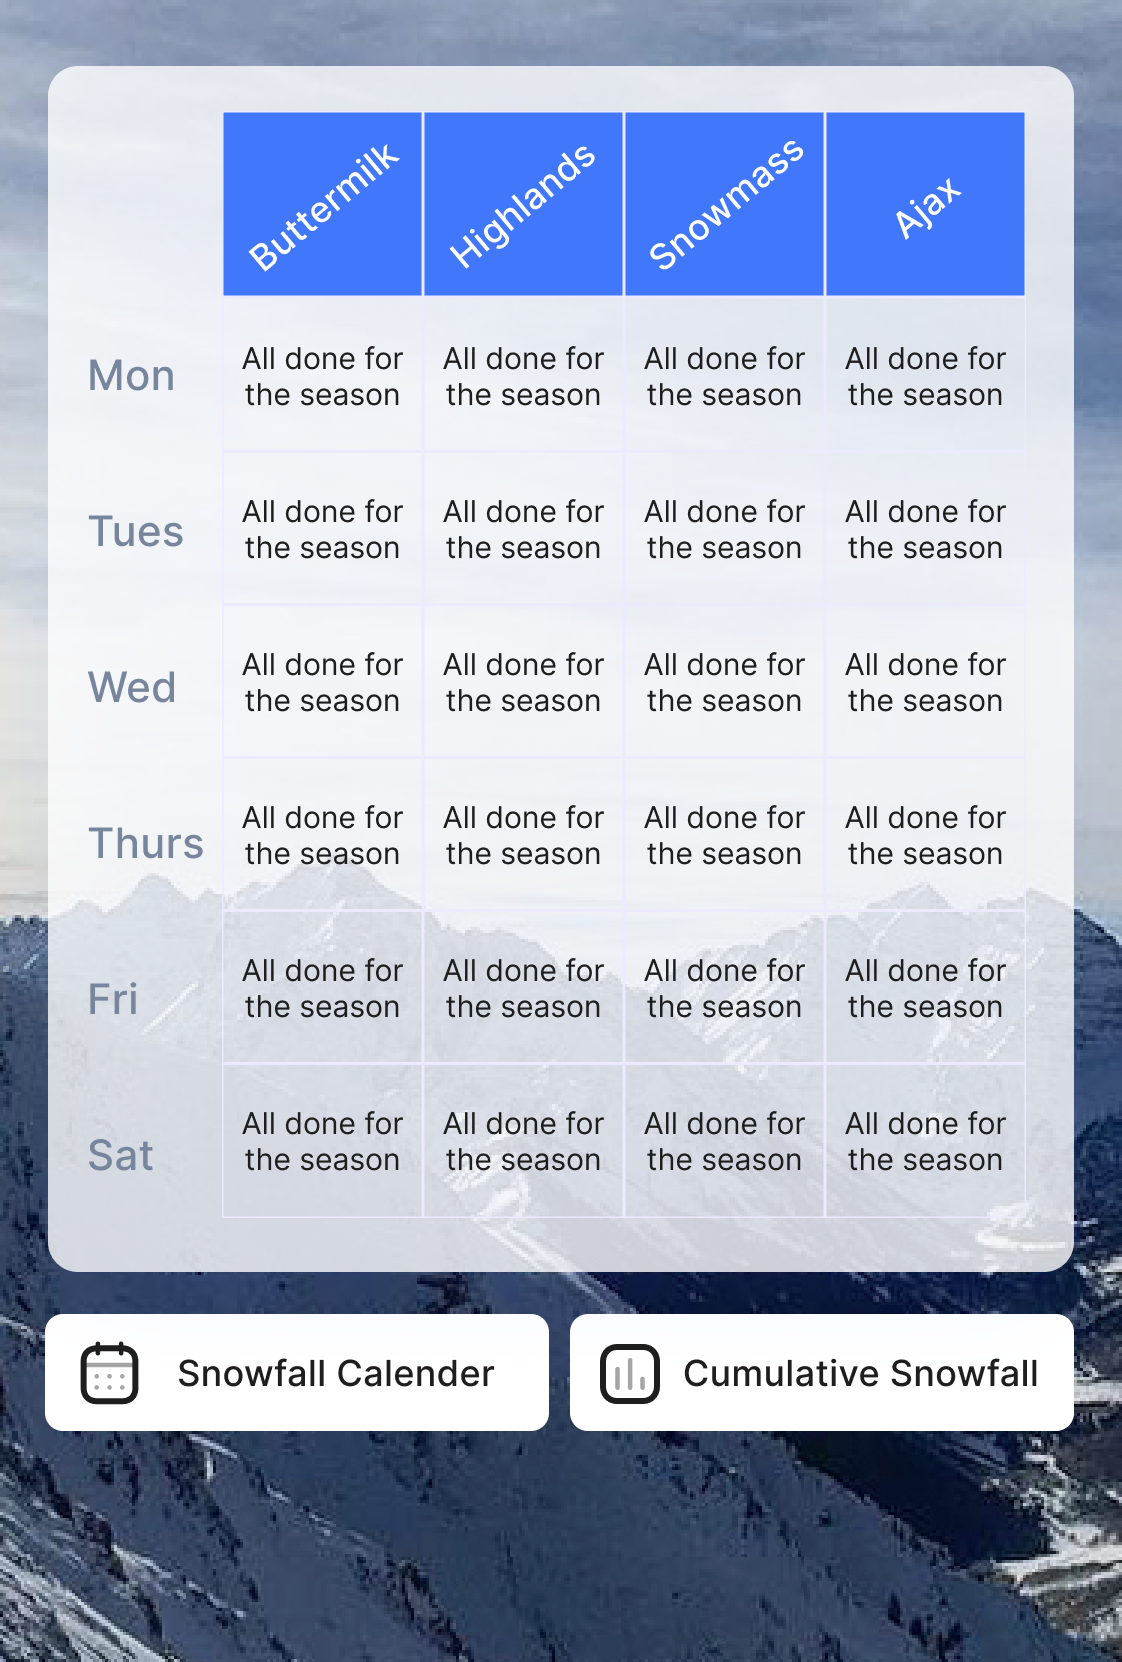 Buttermilk Highlands Snowmass Ajax
Mon All done for All done for All done for All done for
the season the season the season the season
Tues All done for All done for All done for All done for
the season the season the season the season
Wed All done for All done for All done for All done for
the season the season the season the season
Thurs All done for All done for All done for All done for
the season the season the season the season
Fri All done for All done for All done for All done for
the season the season the season the season
Sat All done for All done for All done for All done for
the season the season the season the season
Snowfall Calender Cumulative Snowfall